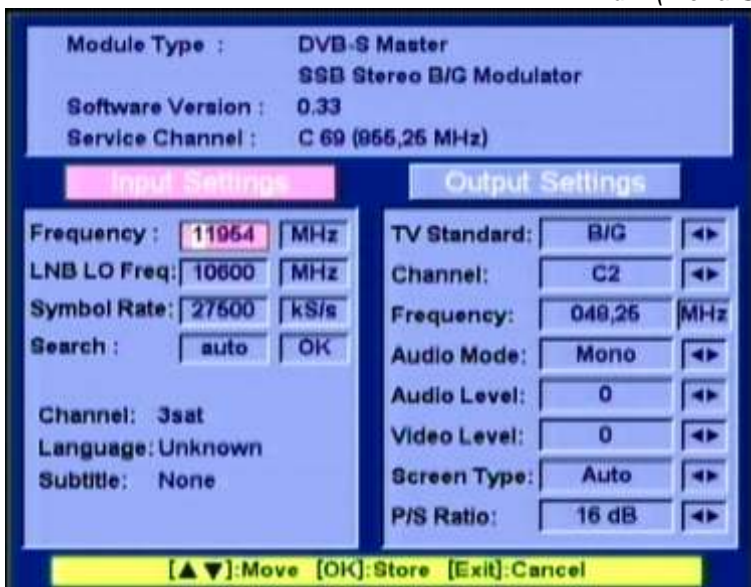 Module Type : DVB-S Master
SSB Stereo B/G Modulator
Software Version : 0.33
Service Channel : C 69 (855,25 MHz)
Input Settings
Frequency : 11954 MHz
LNB LO Freq: 10600 MHz
Symbol Rate: 27500 kS/s
Search : auto OK
Channel: 3sat
Language: Unknown
Subtitle: None
Output Settings
TV Standard: B/G
Channel: C2
Frequency: 048,25 MHz
Audio Mode: Mono
Audio Level: 0
Video Level: 0
Screen Type: Auto
P/S Ratio: 16 dB
[▲ ▼]:Move [OK]:Store [Exit]:Cancel